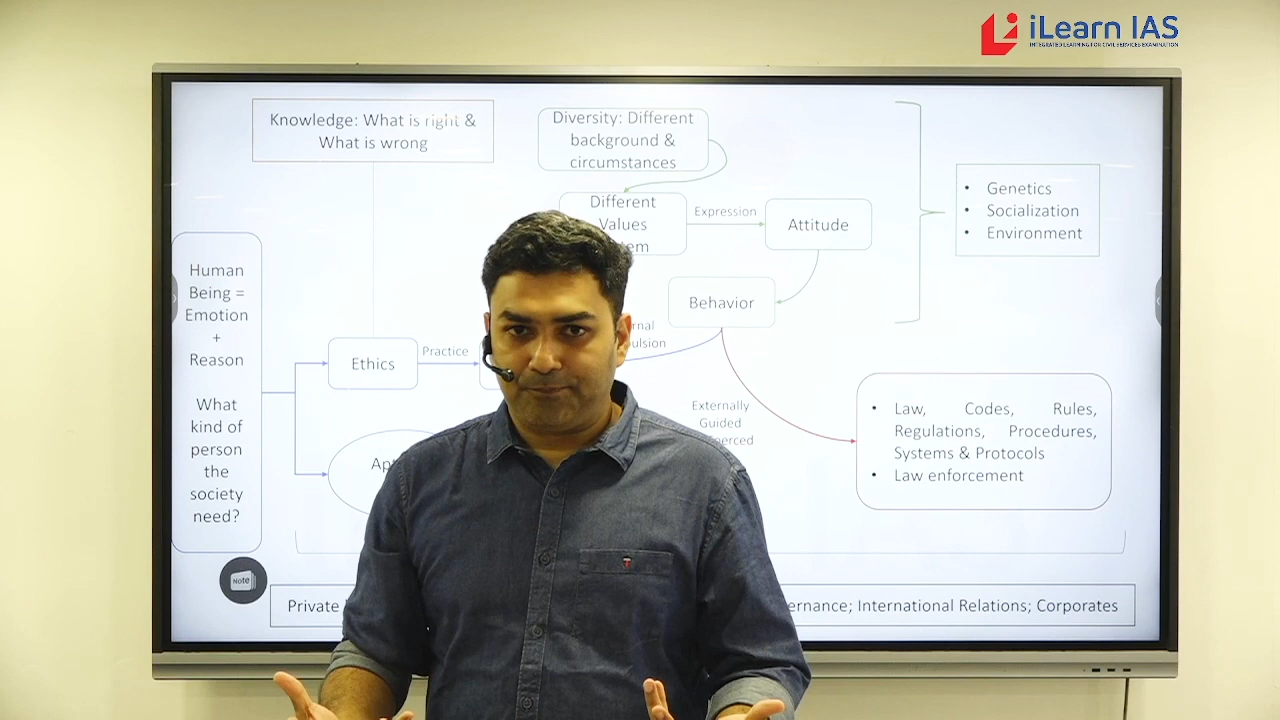 iLearn IAS
INTEGRATED LEARNING FOR CIVIL SERVICES EXAMINATION
Knowledge: What is right &
What is wrong
Diversity: Different
background &
circumstances
Different
Values
Expression
Attitude
• Genetics
• Socialization
• Environment
Behavior
Human
Being =
Emotion
+
Reason
What
kind of
person
the
society
need?
Ethics
Practice
Externally
Guided
• Law, Codes, Rules,
Regulations, Procedures,
Systems & Protocols
• Law enforcement
Note
Private
; International Relations; Corporates